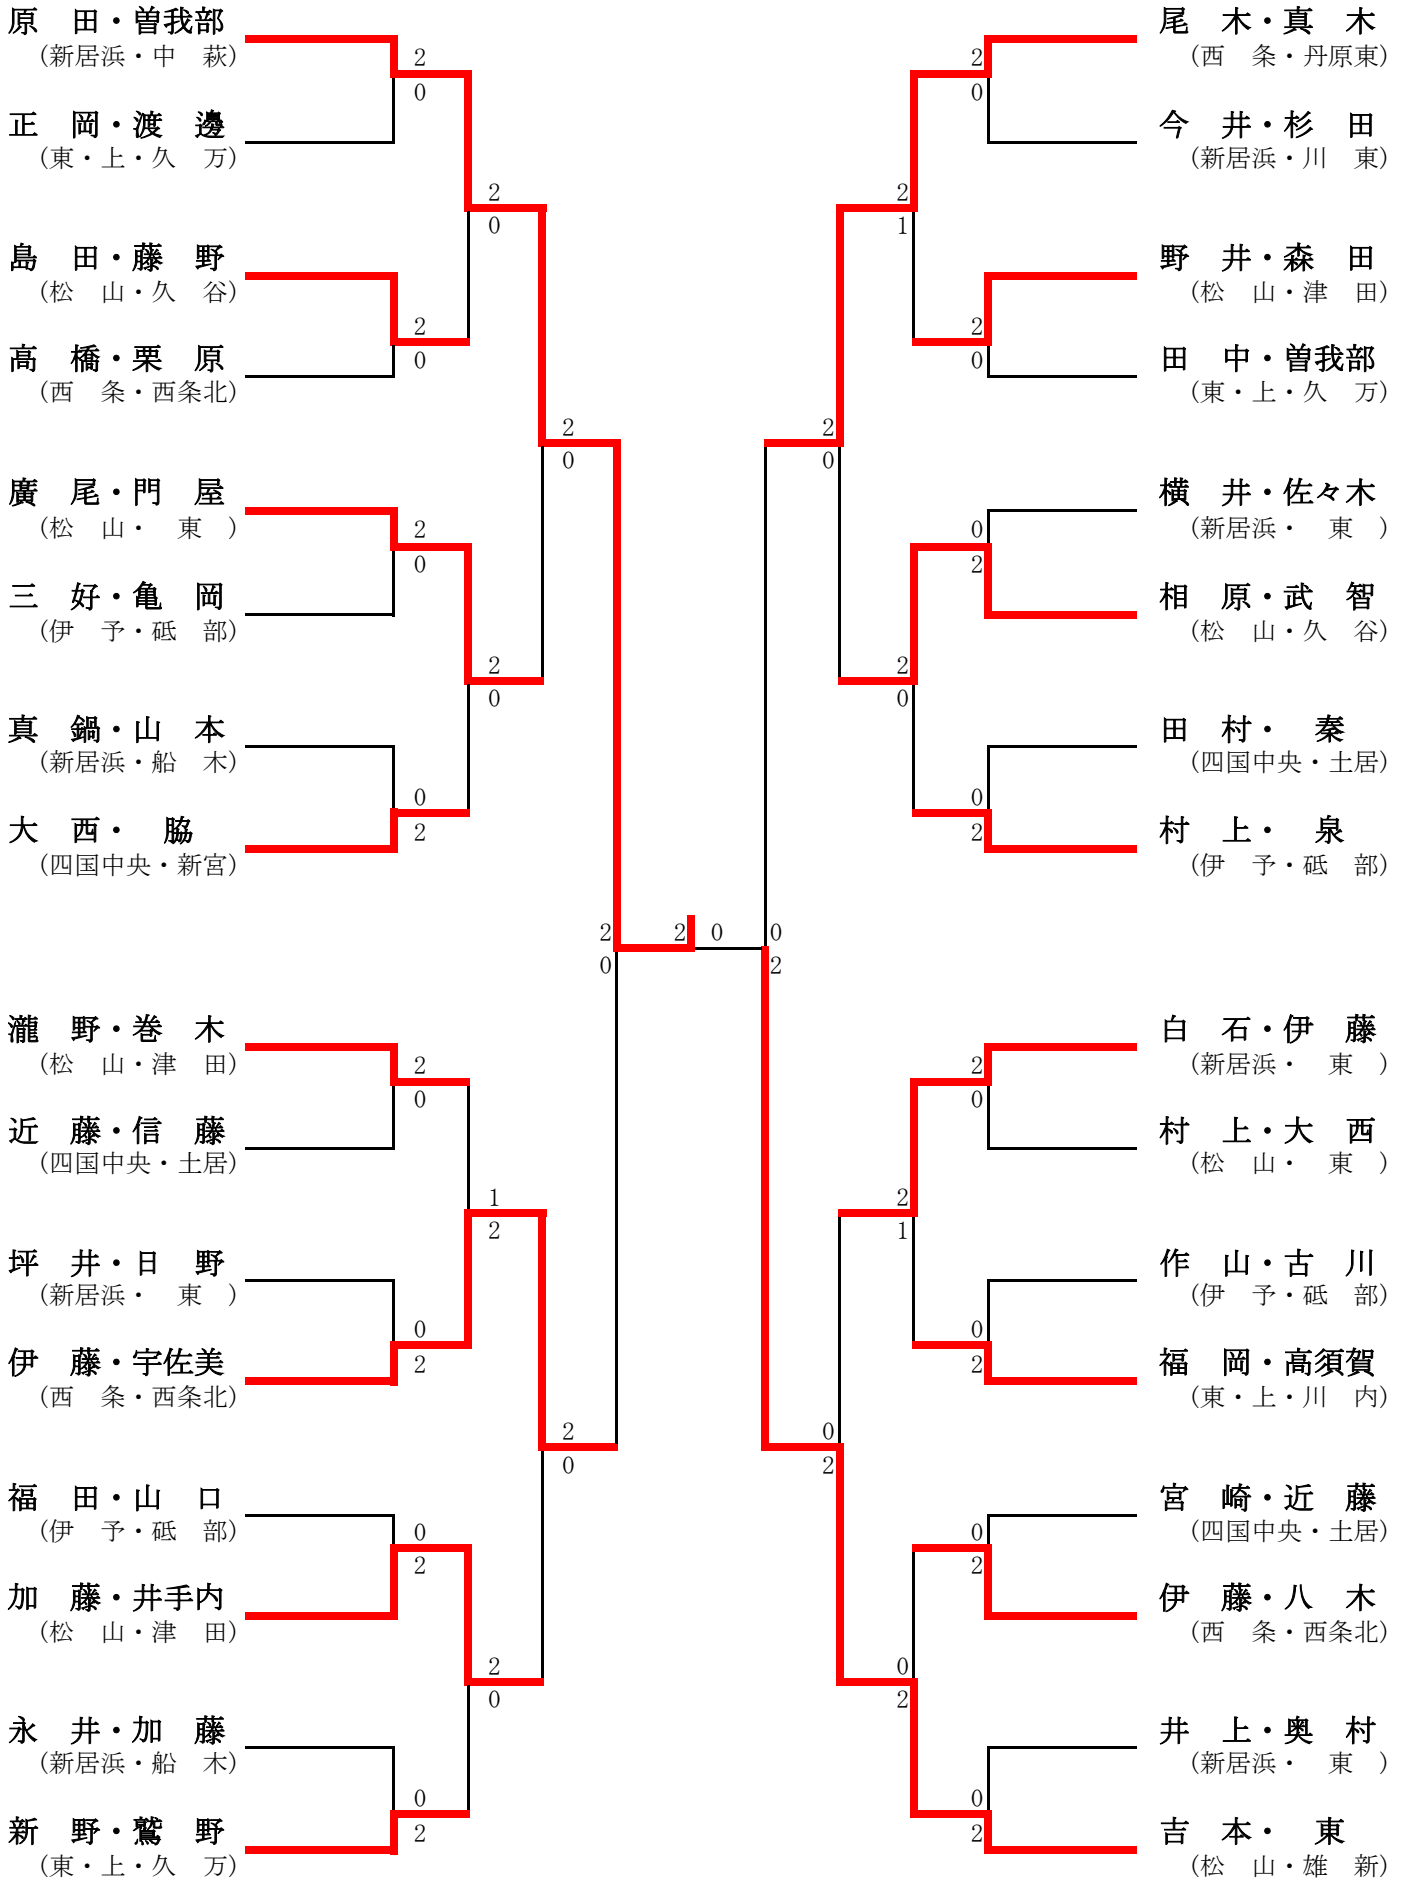 原　田・曽我部
(新居浜・中　萩)
正　岡・渡　邊
(東・上・久　万)
島　田・藤　野
(松　山・久　谷)
高　橋・栗　原
(西　条・西条北)
廣　尾・門　屋
(松　山・　東　)
三　好・亀　岡
(伊　予・砥　部)
真　鍋・山　本
(新居浜・船　木)
大　西・　脇
(四国中央・新宮)
瀧　野・巻　木
(松　山・津　田)
近　藤・信　藤
(四国中央・土居)
坪　井・日　野
(新居浜・　東　)
伊　藤・宇佐美
(西　条・西条北)
福　田・山　口
(伊　予・砥　部)
加　藤・井手内
(松　山・津　田)
永　井・加　藤
(新居浜・船　木)
新　野・鷲　野
(東・上・久　万)
2
0
2
0
2
0
0
2
2
0
0
2
0
2
0
2
2
0
2
0
1
2
2
0
2
0
2
0
2
0
2
0
0
2
0
2
0
2
2
1
2
0
2
1
0
2
2
0
2
0
0
2
0
2
2
0
0
2
0
2
0
2
尾　木・真　木
(西　条・丹原東)
今　井・杉　田
(新居浜・川　東)
野　井・森　田
(松　山・津　田)
田　中・曽我部
(東・上・久　万)
横　井・佐々木
(新居浜・　東　)
相　原・武　智
(松　山・久　谷)
田　村・　秦
(四国中央・土居)
村　上・　泉
(伊　予・砥　部)
白　石・伊　藤
(新居浜・　東　)
村　上・大　西
(松　山・　東　)
作　山・古　川
(伊　予・砥　部)
福　岡・高須賀
(東・上・川　内)
宮　崎・近　藤
(四国中央・土居)
伊　藤・八　木
(西　条・西条北)
井　上・奥　村
(新居浜・　東　)
吉　本・　東
(松　山・雄　新)